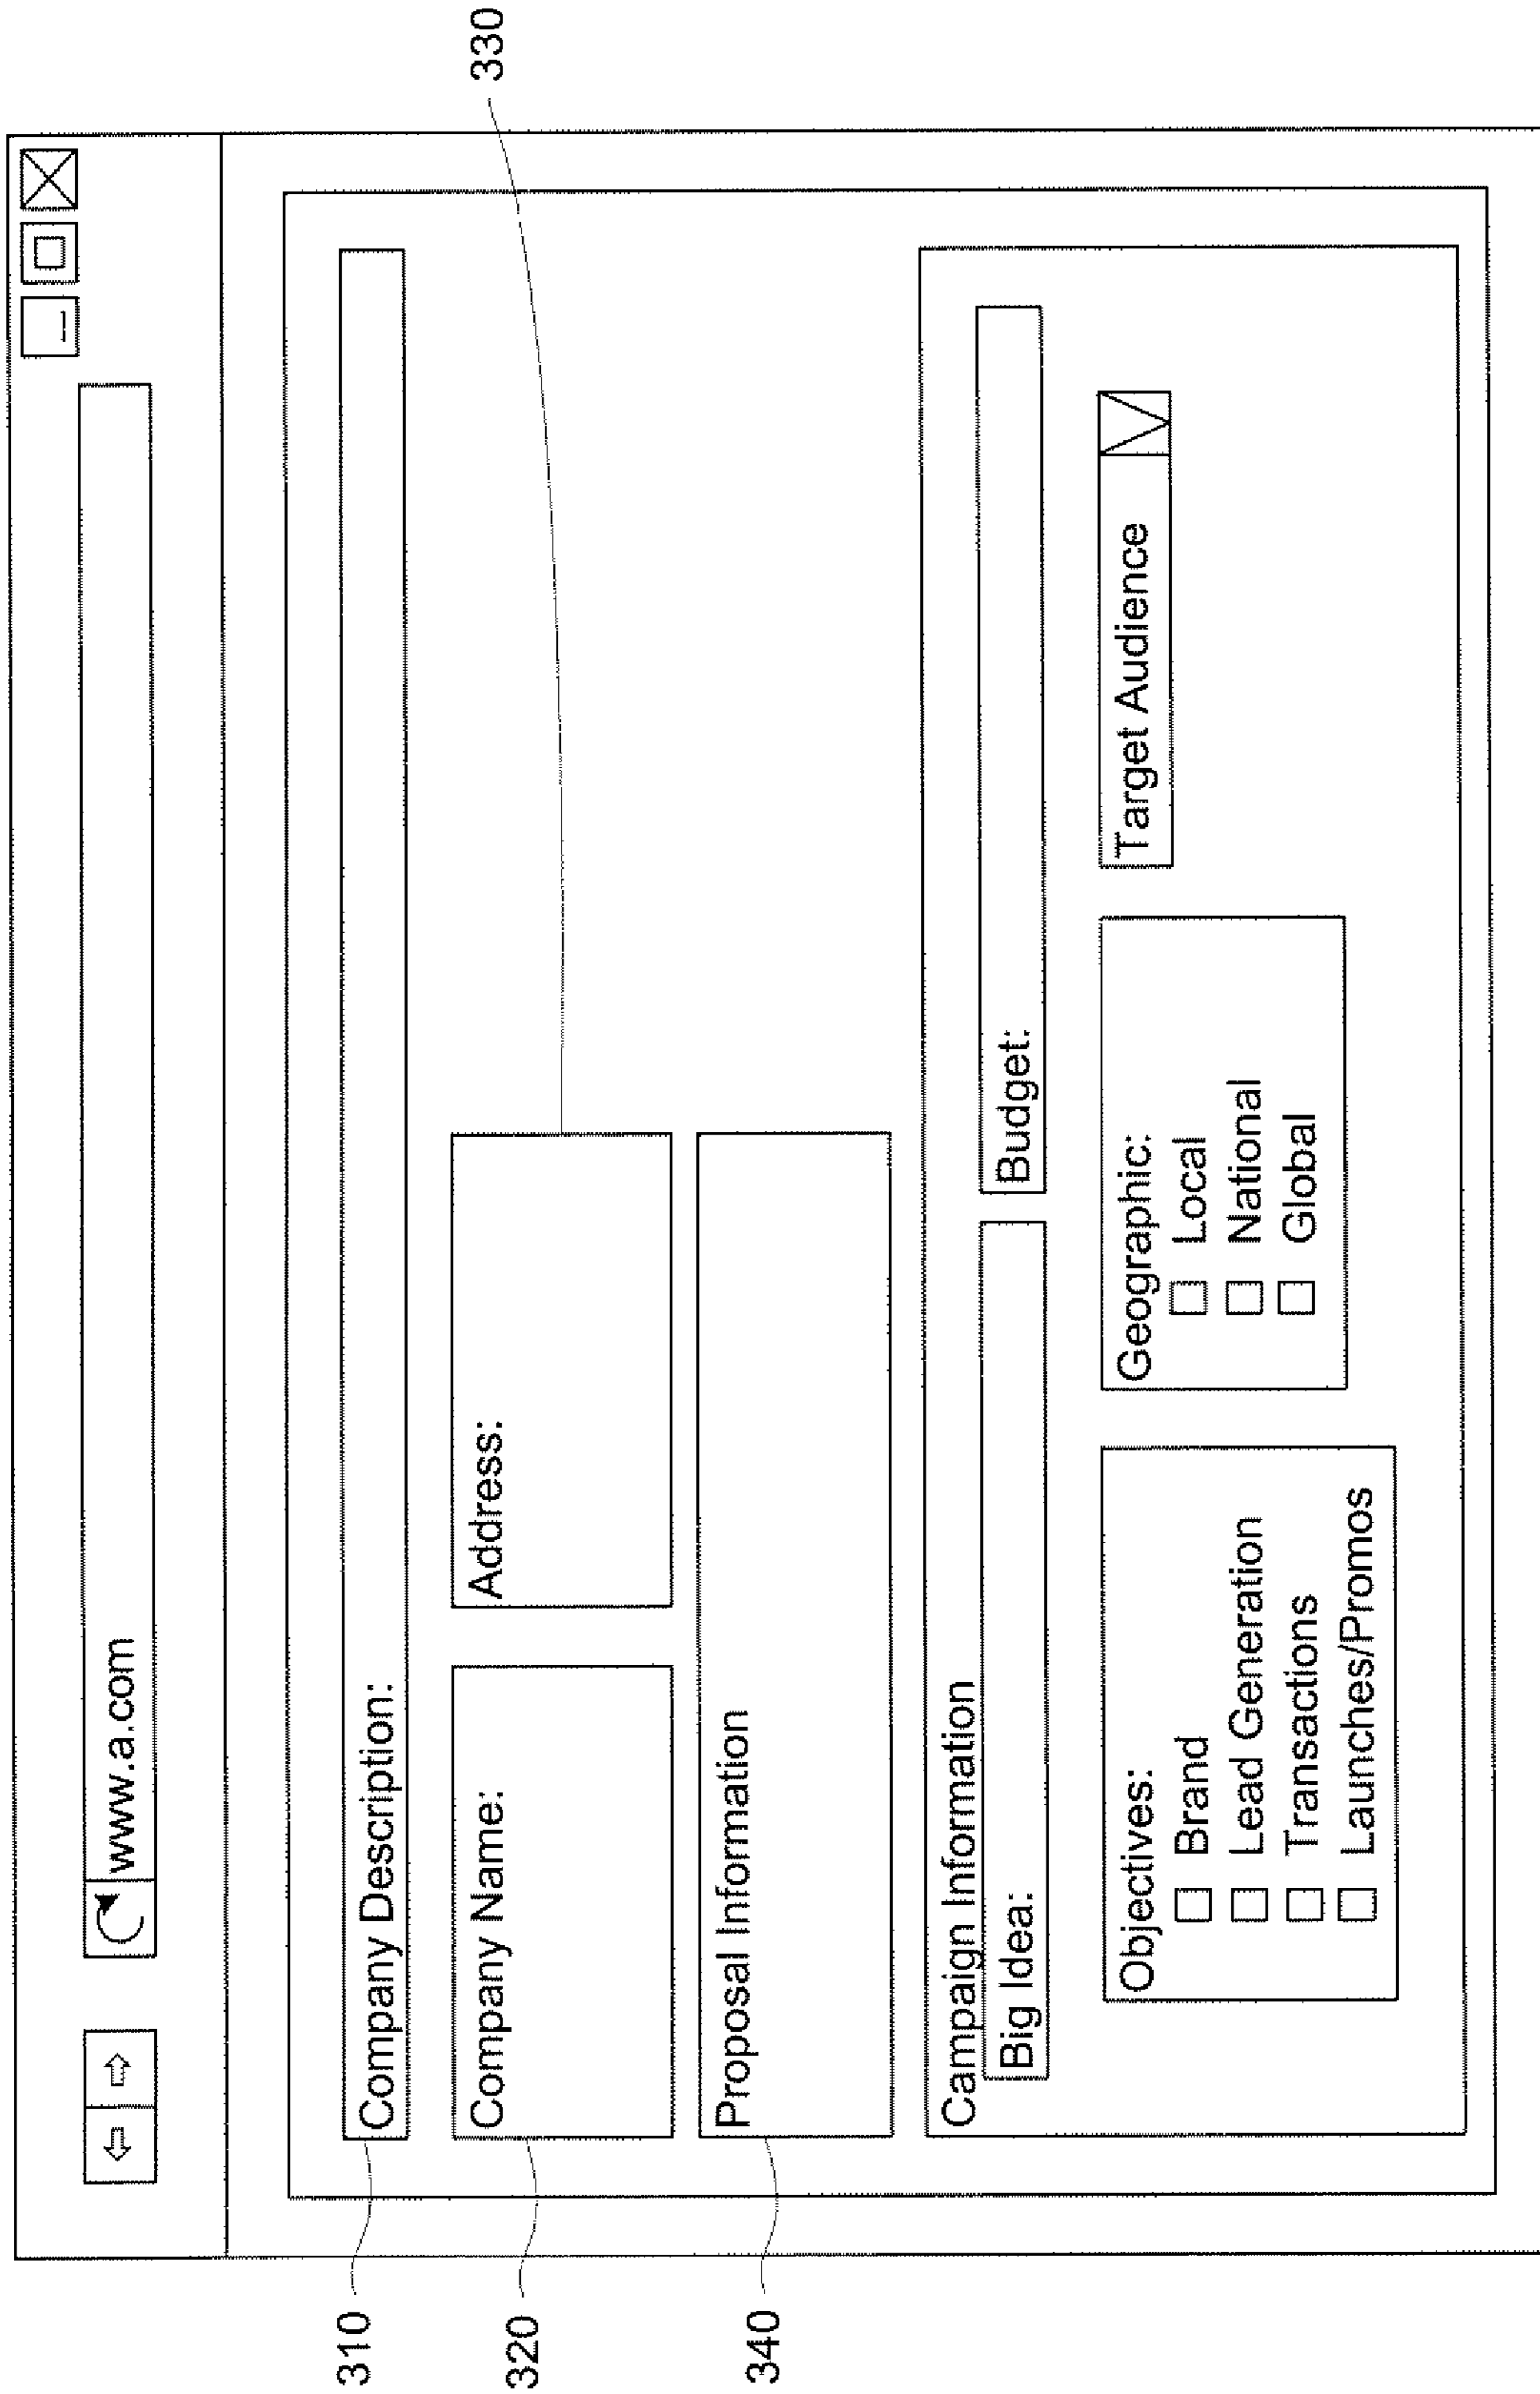 www.a.com
310
Company Description:
320
Company Name:
Address:
330
340
Proposal Information
Campaign Information
Big Idea:
Budget:
Objectives:
Brand
Lead Generation
Transactions
Launches/Promos
Geographic:
Local
National
Global
Target Audience